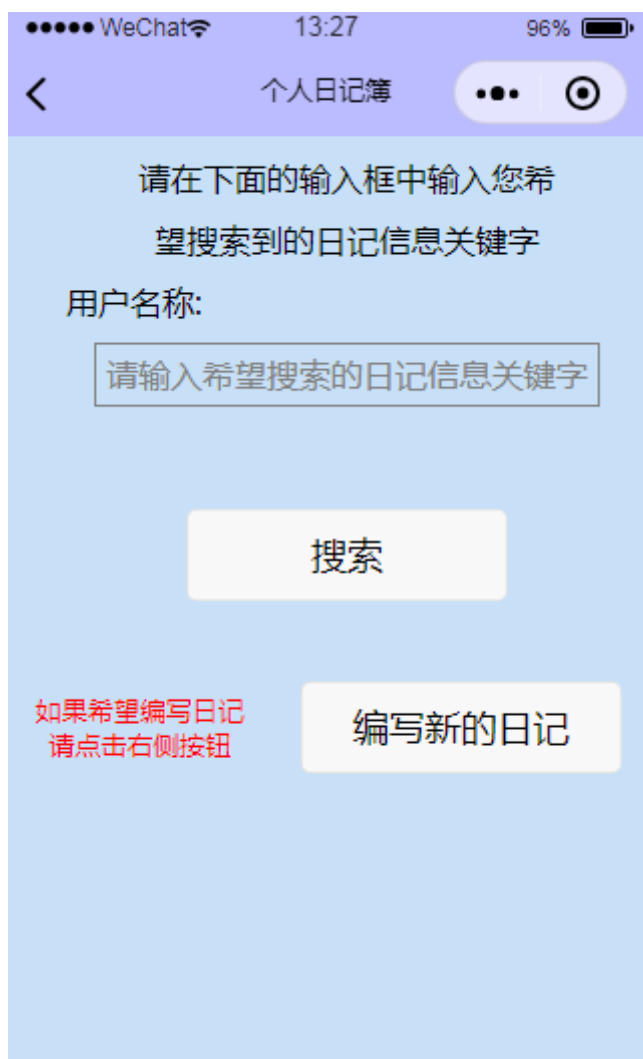 ●●●●● WeChat 13:27 96%
个人日记簿
请在下面的输入框中输入您希
望搜索到的日记信息关键字
用户名称:
请输入希望搜索的日记信息关键字
搜索
如果希望编写日记
请点击右侧按钮
编写新的日记